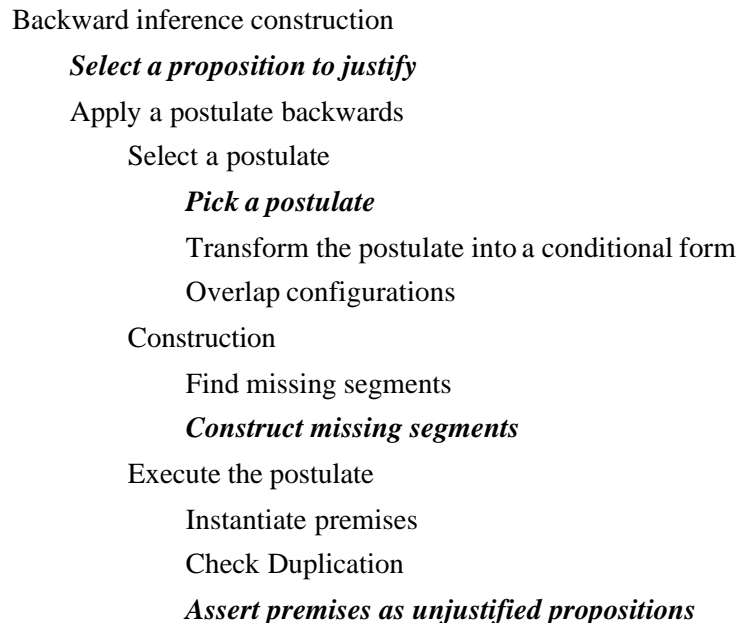 Backward inference construction
Select a proposition to justify
Apply a postulate backwards
Select a postulate
Pick a postulate
Transform the postulate into a conditional form
Overlap configurations
Construction
Find missing segments
Construct missing segments
Execute the postulate
Instantiate premises
Check Duplication
Assert premises as unjustified propositions